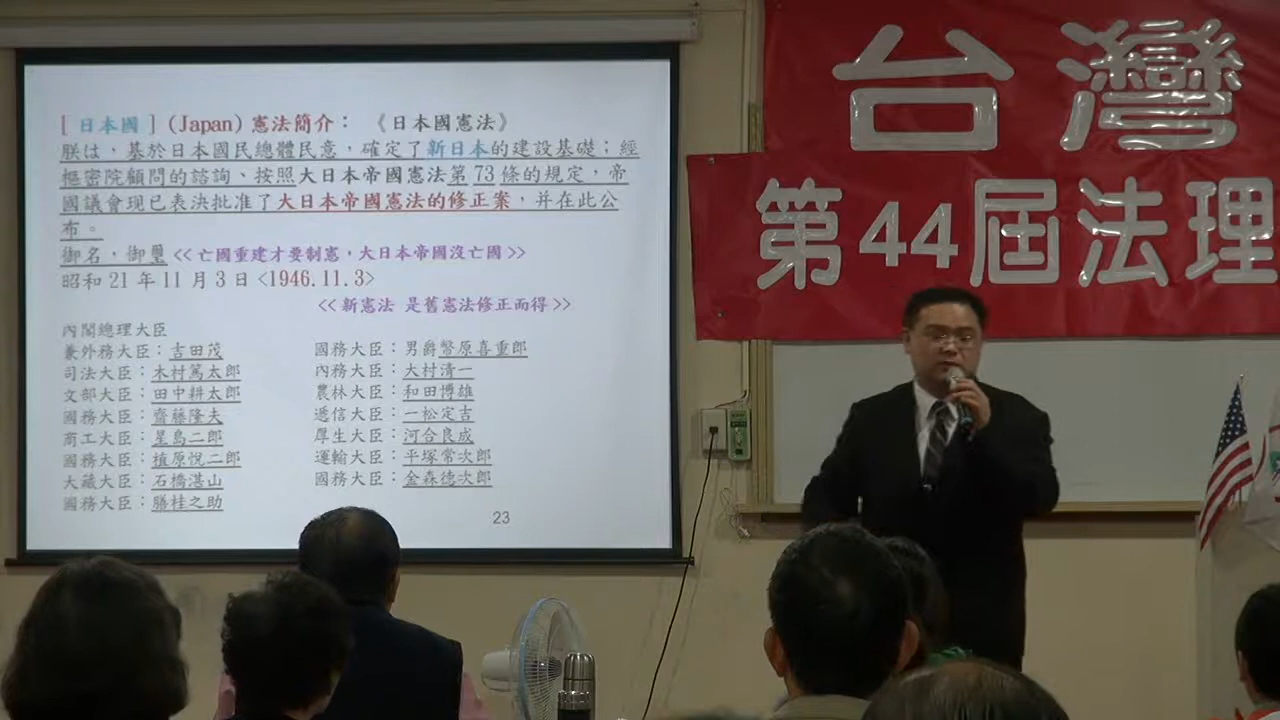 [ 日本國 ] (Japan) 憲法簡介： 《日本國憲法》
朕は，基於日本國民總體民意，確定了新日本的建設基礎；經
樞密院顧問的諮詢、按照大日本帝國憲法第 73 條的規定，帝
國議會現已表決批准了大日本帝國憲法的修正案，並在此公
布。
御名，御璽 << 亡國重建才要制憲，大日本帝國沒亡國 >>
昭和 21 年 11 月 3 日 <1946.11.3>
<< 新憲法 是舊憲法修正而得 >>
內閣總理大臣
兼外務大臣：吉田茂
國務大臣：男爵幣原喜重郎
司法大臣：木村篤太郎
內務大臣：大村清一
文部大臣：田中耕太郎
農林大臣：和田博雄
國務大臣：齋藤隆夫
遞信大臣：一松定吉
商工大臣：星島二郎
厚生大臣：河合良成
國務大臣：植原悅二郎
運輸大臣：平塚常次郎
大藏大臣：石橋湛山
國務大臣：金森德次郎
國務大臣：膳桂之助
23
台灣
第44屆法理